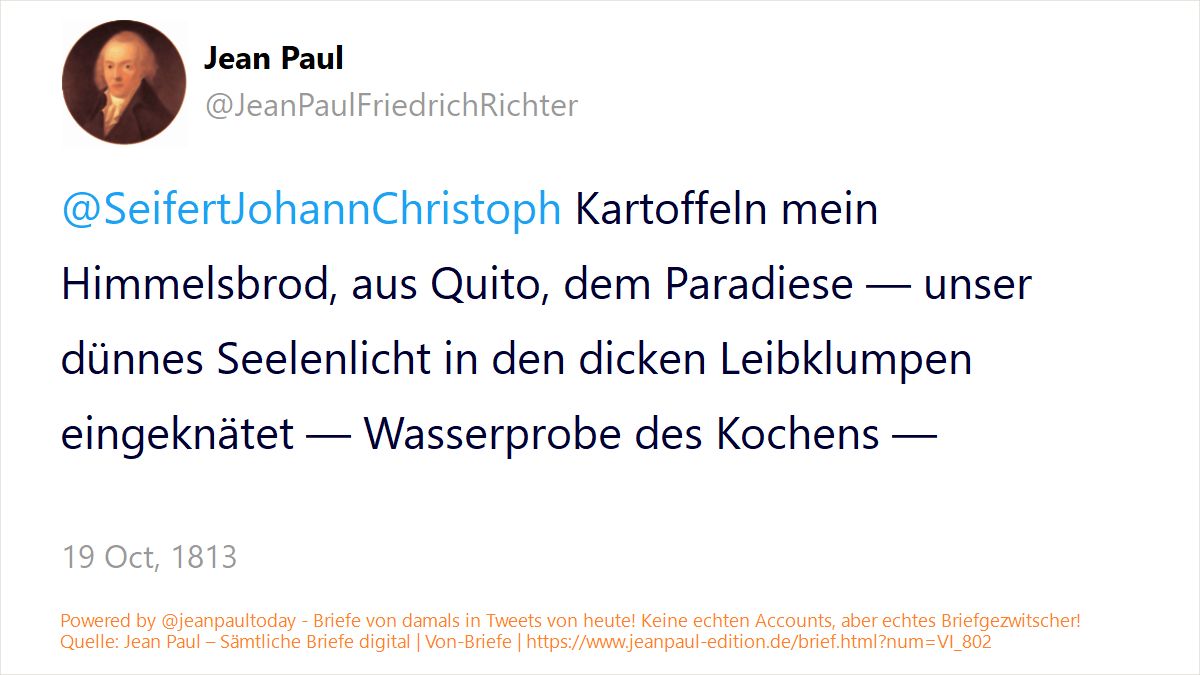 Jean Paul
@JeanPaulFriedrichRichter
@SeifertJohannChristoph Kartoffeln mein
Himmelsbrod, aus Quito, dem Paradiese — unser
dünnes Seelenlicht in den dicken Leibklumpen
eingeknätet — Wasserprobe des Kochens —
19 Oct, 1813
Powered by @jeanpaultoday - Briefe von damals in Tweets von heute! Keine echten Accounts, aber echtes Briefgezwitscher!
Quelle: Jean Paul – Sämtliche Briefe digital | Von-Briefe | https://www.jeanpaul-edition.de/brief.html?num=VI_802